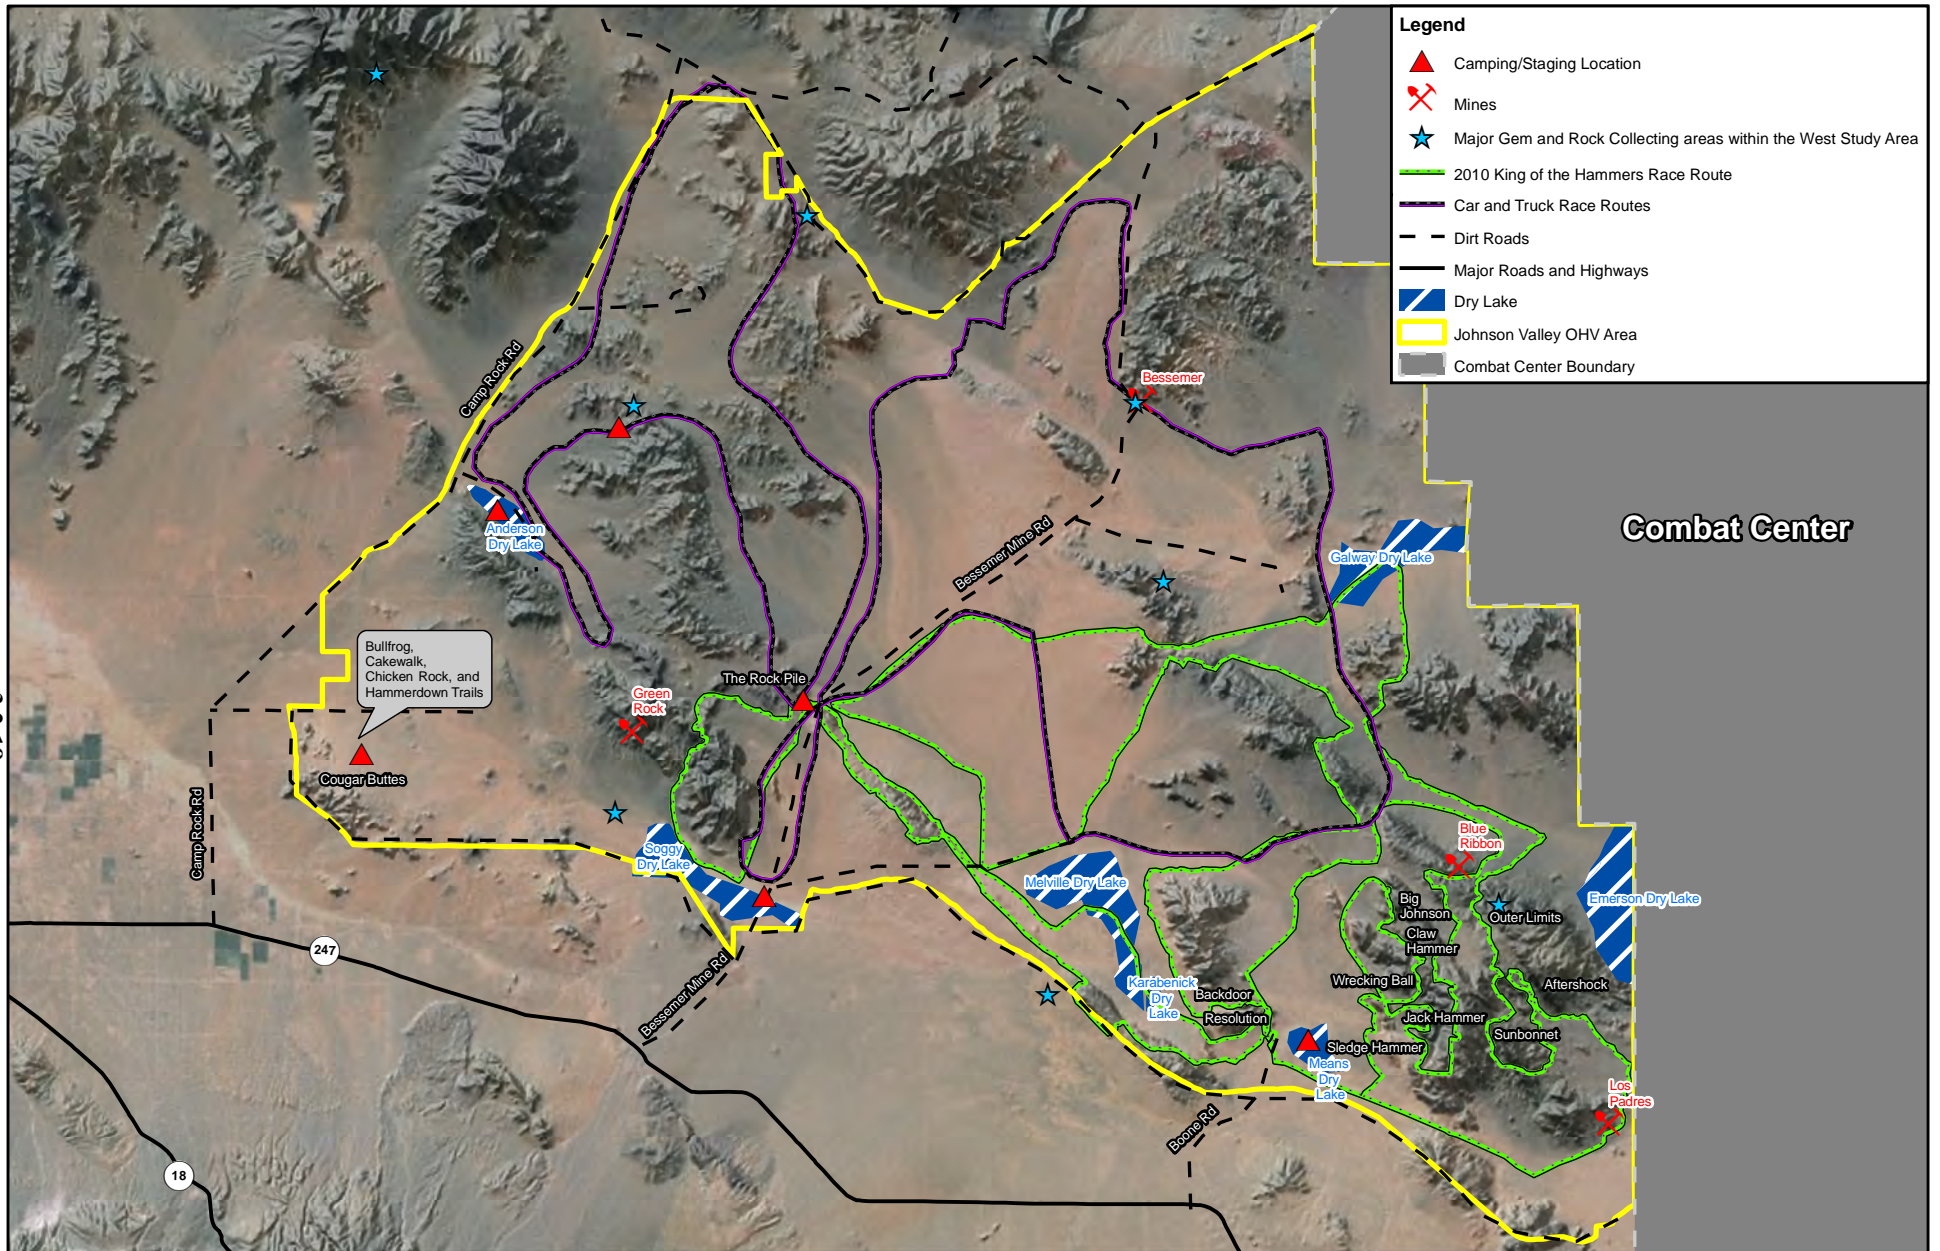 Legend
Camping/Staging Location
Mines
Major Gem and Rock Collecting areas within the West Study Area
2010 King of the Hammers Race Route
Car and Truck Race Routes
Dirt Roads
Major Roads and Highways
Dry Lake
Johnson Valley OHV Area
Combat Center Boundary
Camp Rock Rd
Bessemer
Anderson
Dry Lake
Bessemer Mine Rd
Galway Dry Lake
Combat Center
Bullfrog,
Cakewalk,
Chicken Rock, and
Hammerdown Trails
The Rock Pile
Green
Rock
Cougar Buttes
Camp Rock Rd
Soggy
Dry Lake
Blue
Ribbon
Melville Dry Lake
Big
Johnson
Outer Limits
Emerson Dry Lake
Claw
Hammer
247
Bessemer Mine Rd
Wrecking Ball
Aftershock
Karabenick
Dry
Lake
Backdoor
Resolution
Jack Hammer
Sunbonnet
Sledge Hammer
Means
Dry
Lake
Los
Padres
Boone Rd
18